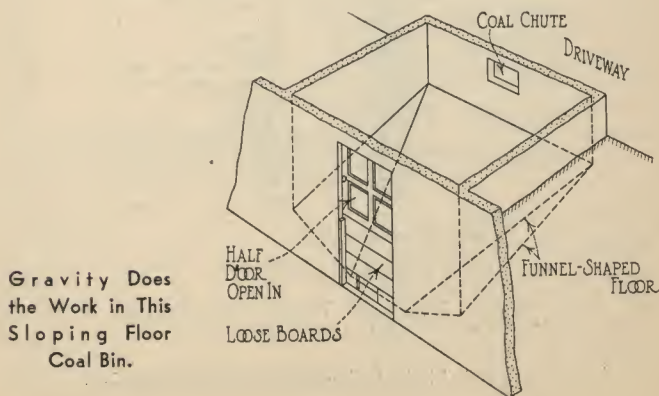 COAL CHUTE
DRIVEWAY
HALF
DOOR
OPEN IN
LOOSE BOARDS
FUNNEL-SHAPED
FLOOR
Gravity Does
the Work in This
Sloping Floor
Coal Bin.